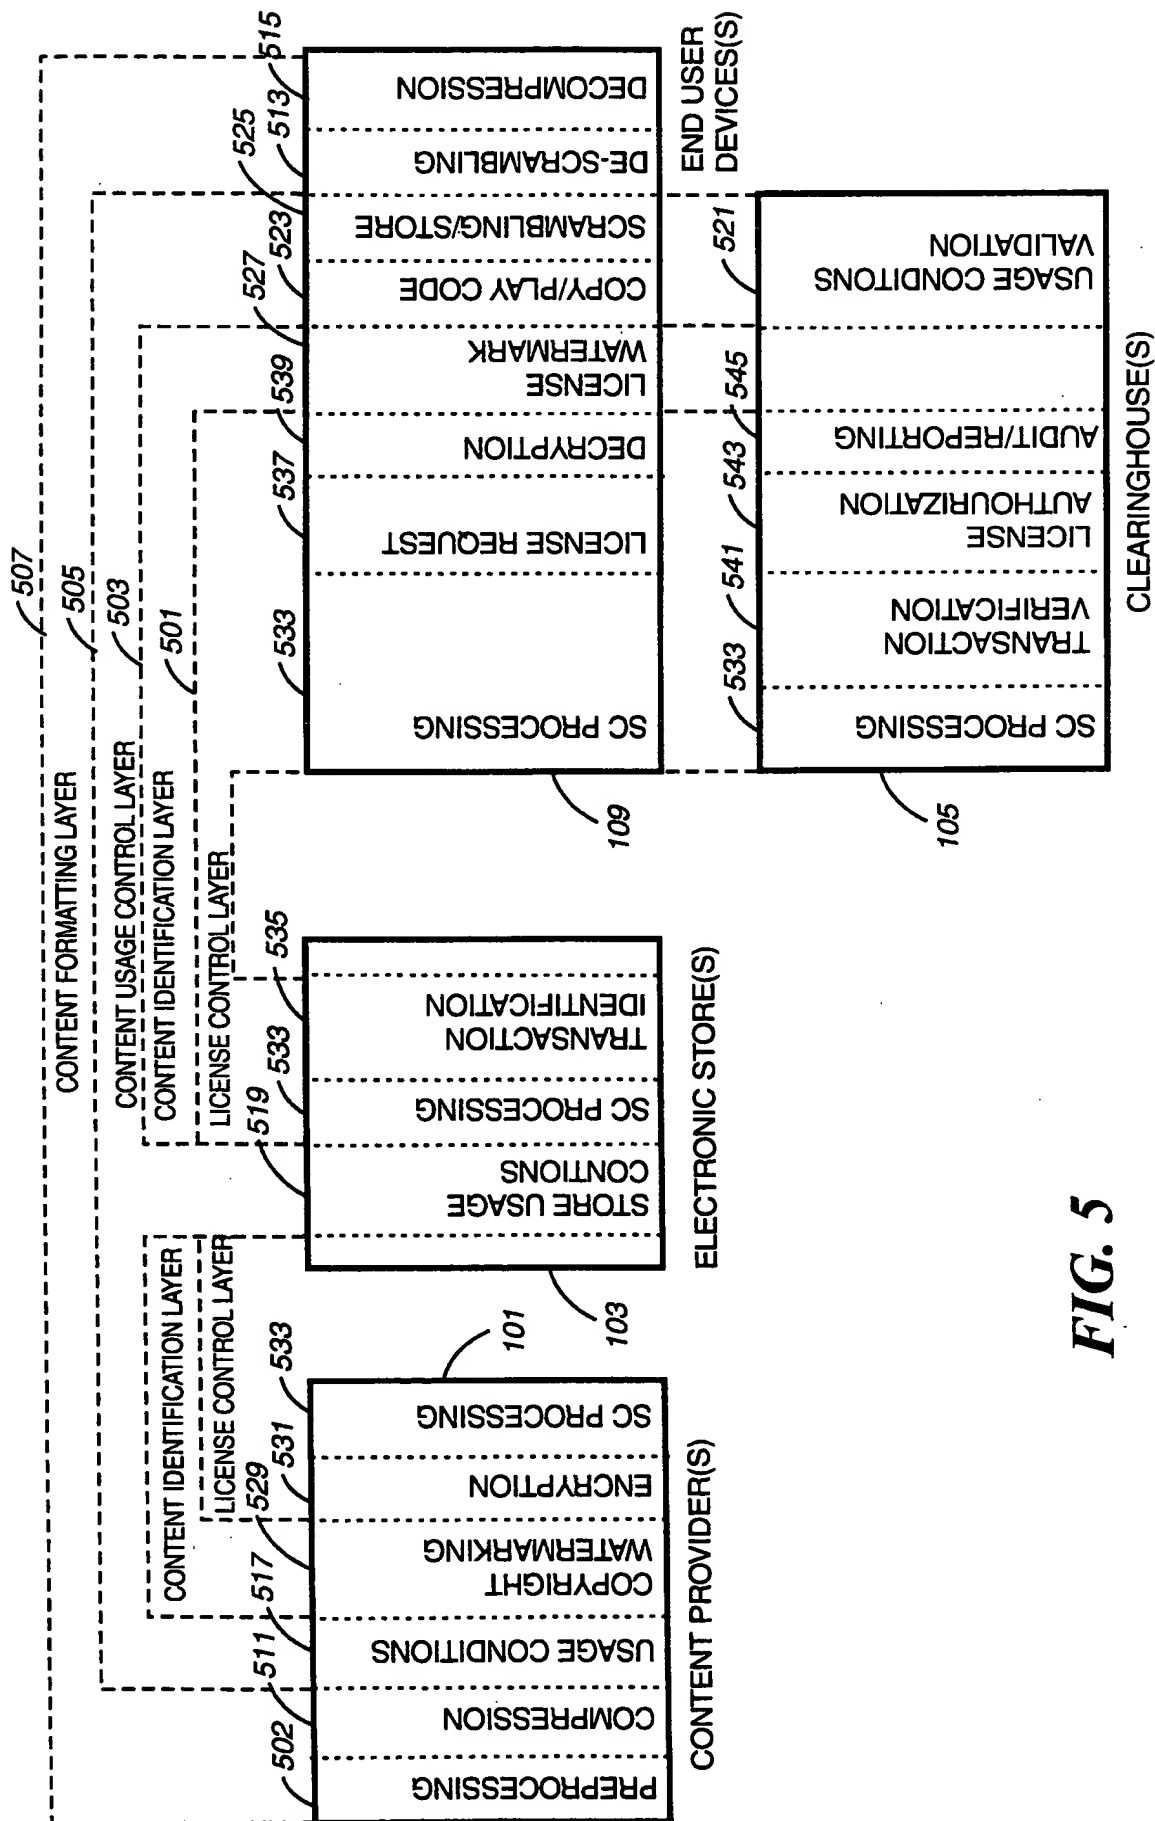 507
CONTENT FORMATTING LAYER
505
CONTENT USAGE CONTROL LAYER
503
CONTENT IDENTIFICATION LAYER
501
LICENSE CONTROL LAYER
CONTENT IDENTIFICATION LAYER
LICENSE CONTROL LAYER
502
511
517
529
531
533
PREPROCESSING
COMPRESSION
USAGE CONDITIONS
COPYRIGHT
WATERMARKING
ENCRYPTION
SC PROCESSING
101
CONTENT PROVIDER(S)
519
533
535
STORE USAGE
CONTIONS
SC PROCESSING
TRANSACTION
IDENTIFICATION
103
ELECTRONIC STORE(S)
533
537
539
527
523
525
513
515
SC PROCESSING
LICENSE REQUEST
DECRYPTION
LICENSE
WATERMARK
COPY/PLAY CODE
SCRAMBLING/STORE
DE-SCRAMBLING
DECOMPRESSION
109
END USER
DEVICES(S)
533
541
543
545
521
SC PROCESSING
TRANSACTION
VERIFICATION
LICENSE
AUTHOURIZATION
AUDIT/REPORTING
USAGE CONDITONS
VALIDATION
105
CLEARINGHOUSE(S)
FIG. 5